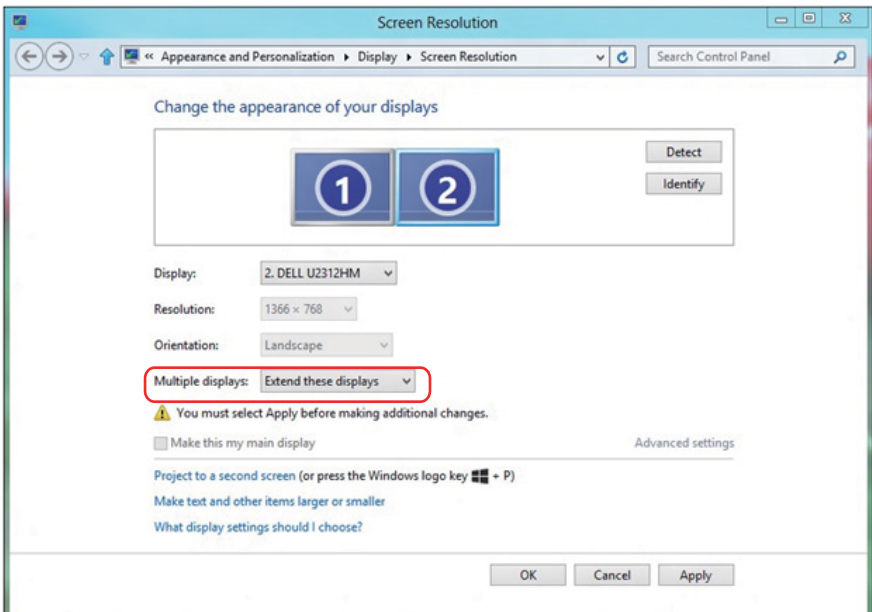 Screen Resolution
« Appearance and Personalization ▸ Display ▸ Screen Resolution
Search Control Panel
Change the appearance of your displays
1 2
Detect
Identify
Display: 2. DELL U2312HM
Resolution: 1366 × 768
Orientation: Landscape
Multiple displays: Extend these displays
You must select Apply before making additional changes.
Make this my main display Advanced settings
Project to a second screen (or press the Windows logo key + P)
Make text and other items larger or smaller
What display settings should I choose?
OK Cancel Apply